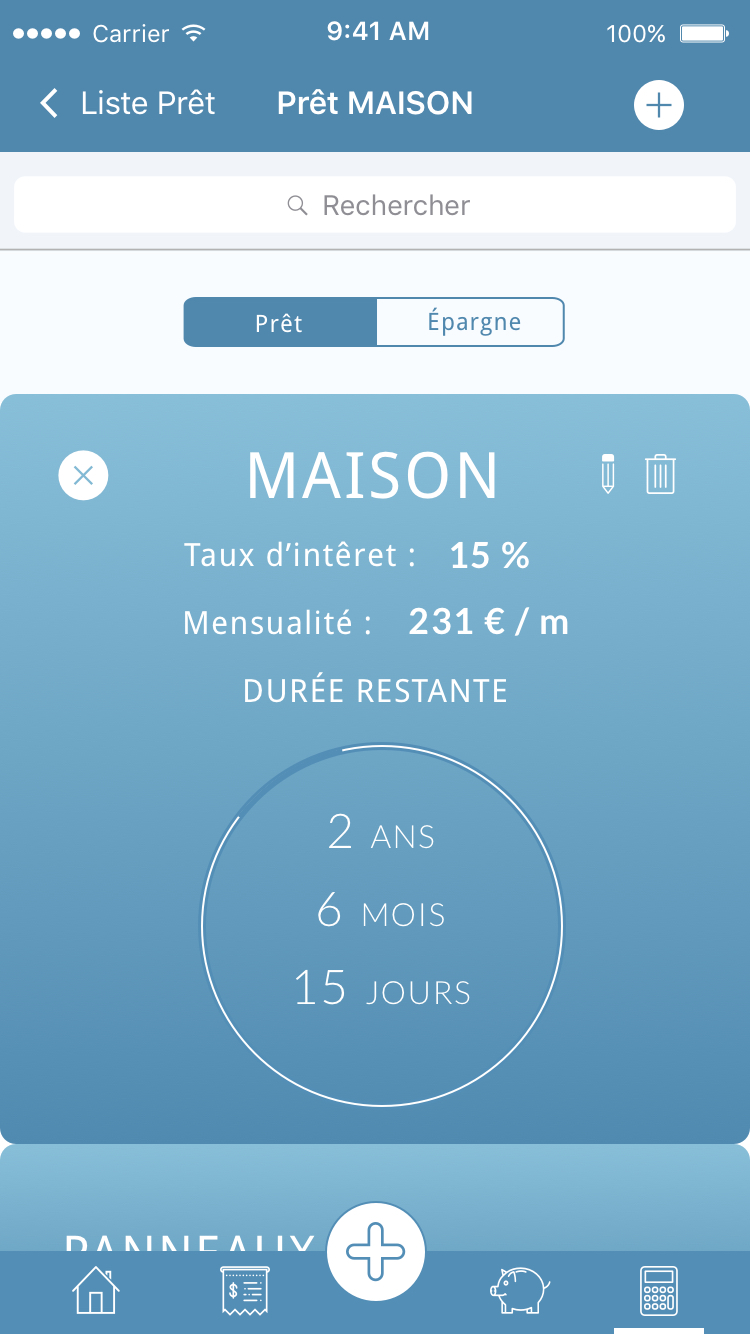 Carrier 9:41 AM 100%
Liste Prêt Prêt MAISON
Rechercher
Prêt Épargne
MAISON
Taux d’intêret : 15 %
Mensualité : 231 € / m
DURÉE RESTANTE
2 ANS
6 MOIS
15 JOURS
PANNEAUX
$